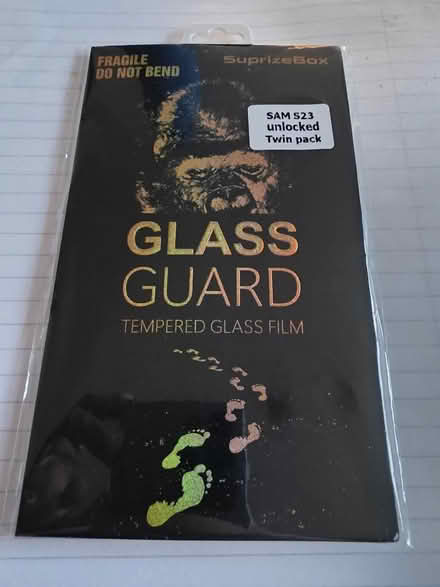 FRAGILE
DO NOT BEND
SuprizeBox
SAM S23
unlocked
Twin pack
GLASS
GUARD
TEMPERED GLASS FILM